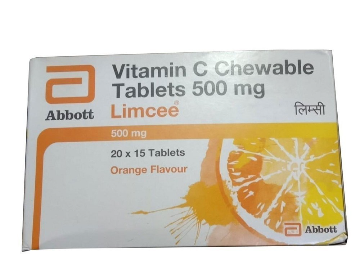 Vitamin C Chewable
Tablets 500 mg
Abbott
Limcee®
लिम्सी
500 mg
20 x 15 Tablets
Orange Flavour
Abbott